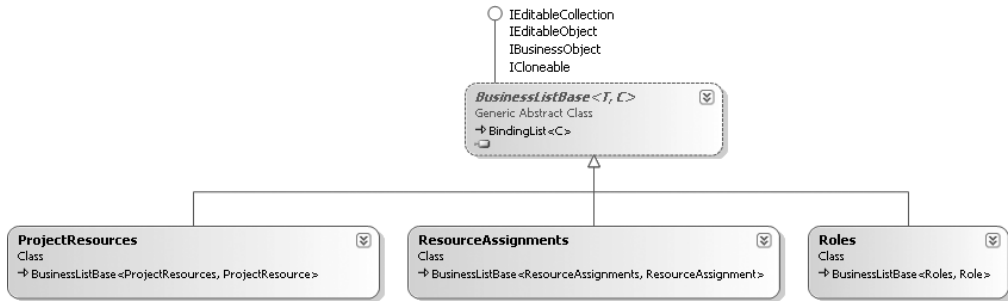 IEditableCollection
IEditableObject
IBusinessObject
ICloneable
BusinessListBase<T, C>
Generic Abstract Class
BindingList<C>
ProjectResources
Class
BusinessListBase<ProjectResources, ProjectResource>
ResourceAssignments
Class
BusinessListBase<ResourceAssignments, ResourceAssignment>
Roles
Class
BusinessListBase<Roles, Role>